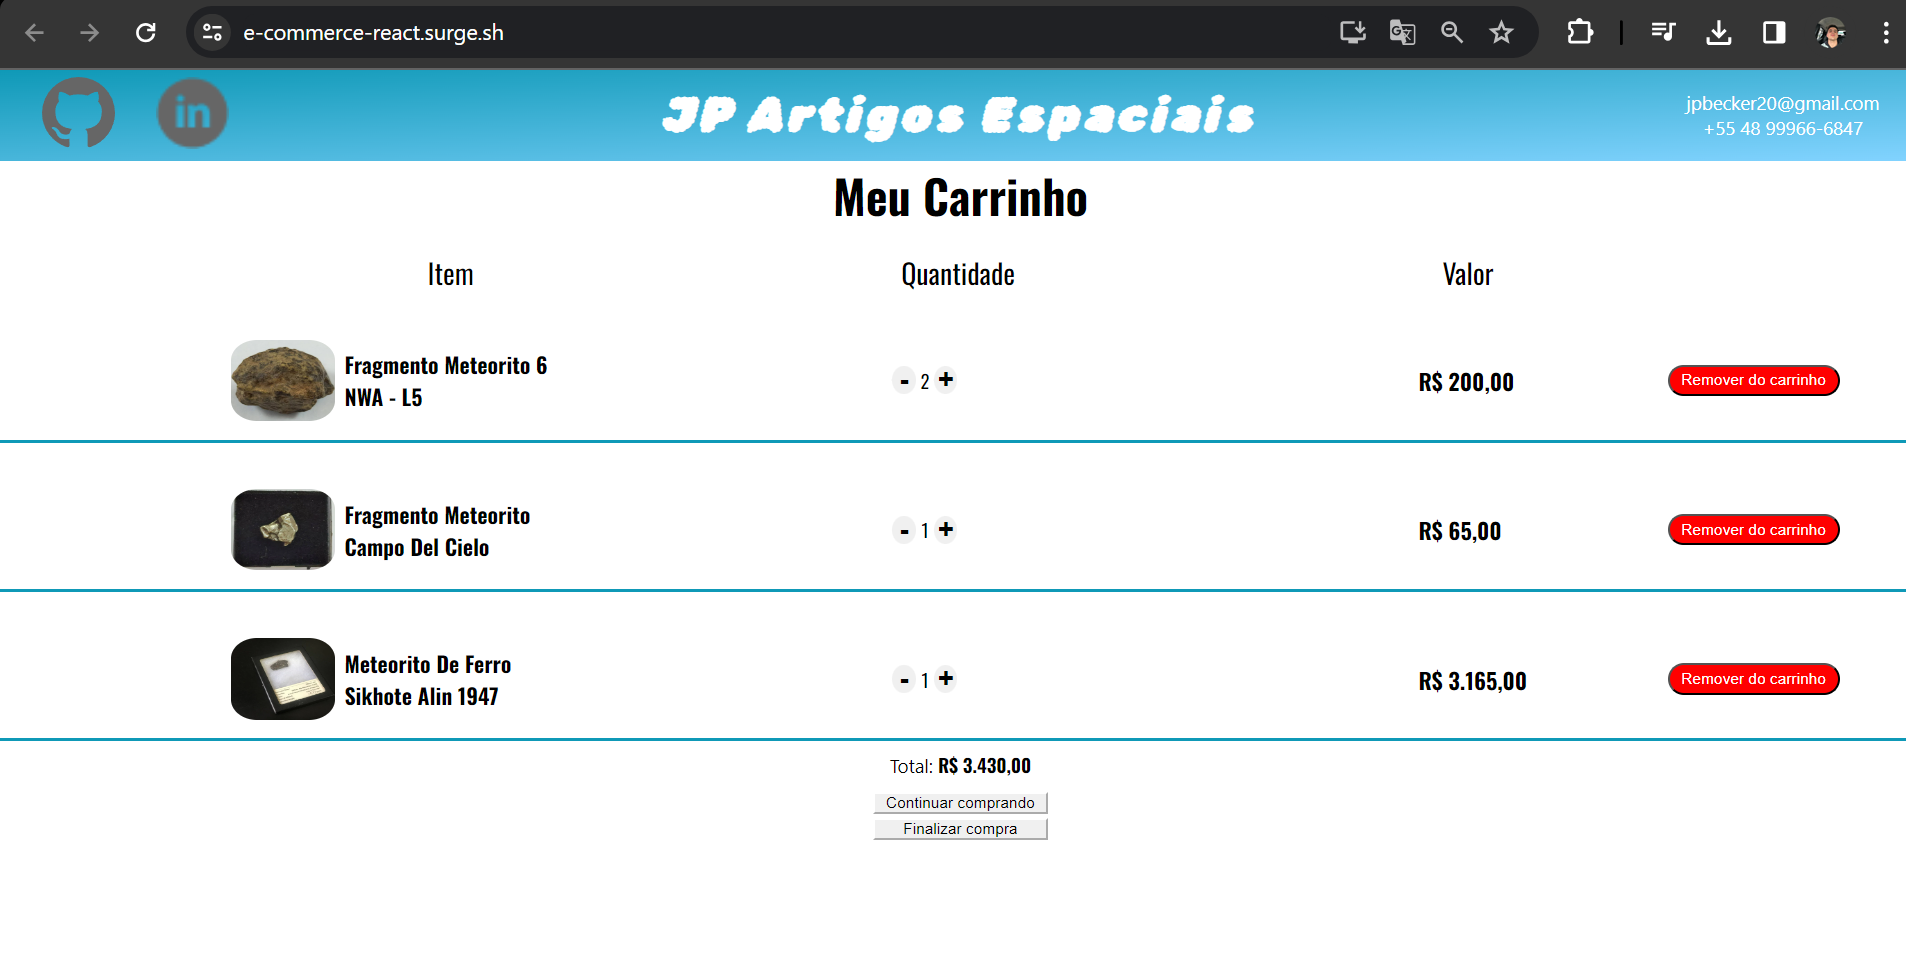 e-commerce-react.surge.sh
in
JP Artigos Espaciais
jpbecker20@gmail.com
+55 48 99966-6847
Meu Carrinho
Item Quantidade Valor
Fragmento Meteorito 6
NWA - L5
- 2 +
R$ 200,00
Remover do carrinho
Fragmento Meteorito
Campo Del Cielo
- 1 +
R$ 65,00
Remover do carrinho
Meteorito De Ferro
Sikhote Alin 1947
- 1 +
R$ 3.165,00
Remover do carrinho
Total: R$ 3.430,00
Continuar comprando
Finalizar compra